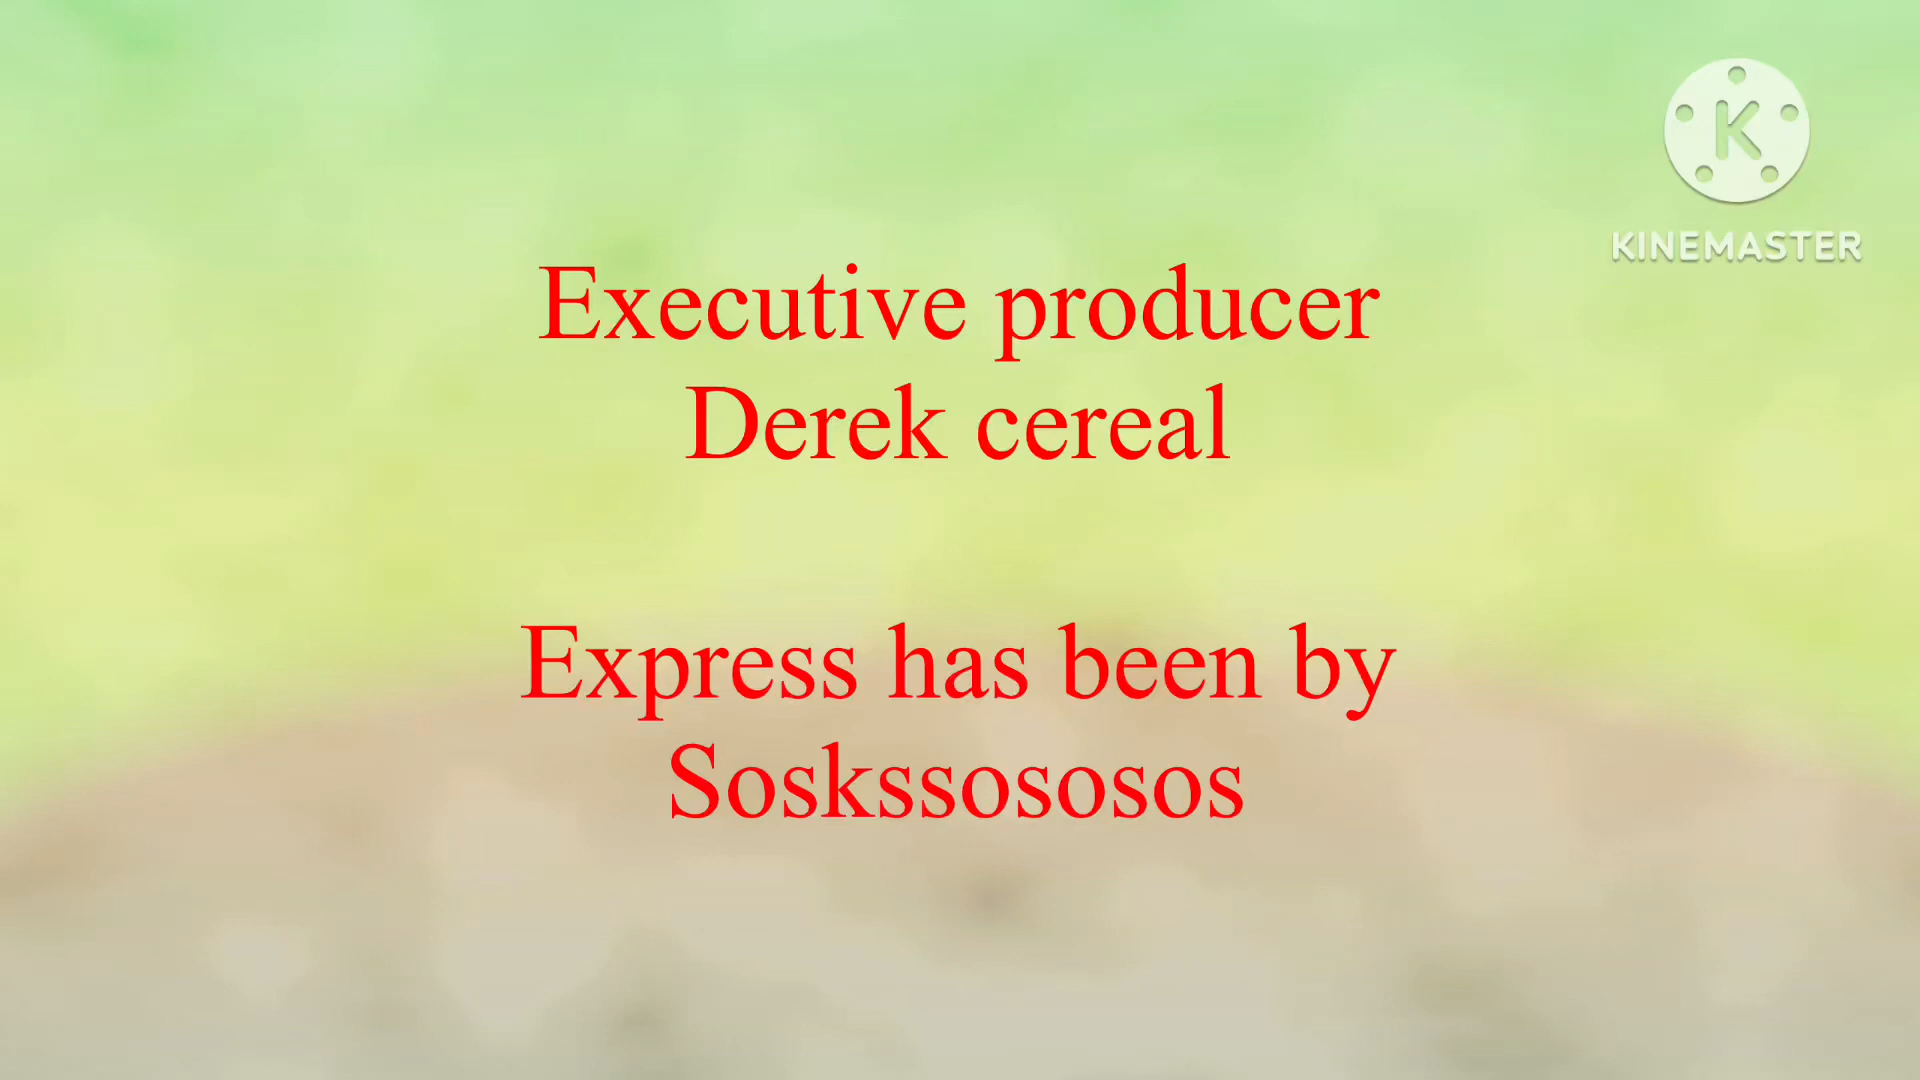 K
KINEMASTER
Executive producer
Derek cereal
Express has been by
Soskssososos